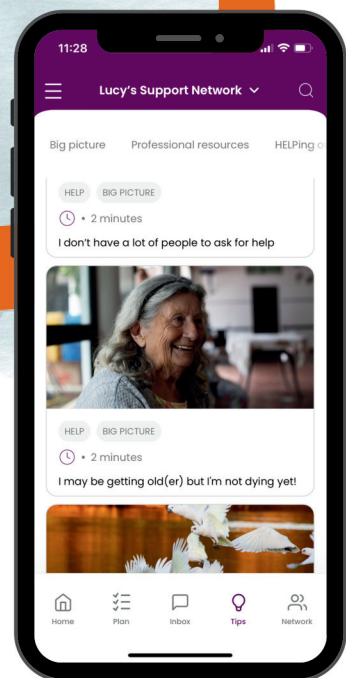 11:28
Lucy's Support Network
Big picture Professional resources HELPing
HELP BIG PICTURE
• 2 minutes
I don't have a lot of people to ask for help
HELP BIG PICTURE
• 2 minutes
I may be getting old(er) but I'm not dying yet!
Home Plan Inbox Tips Network